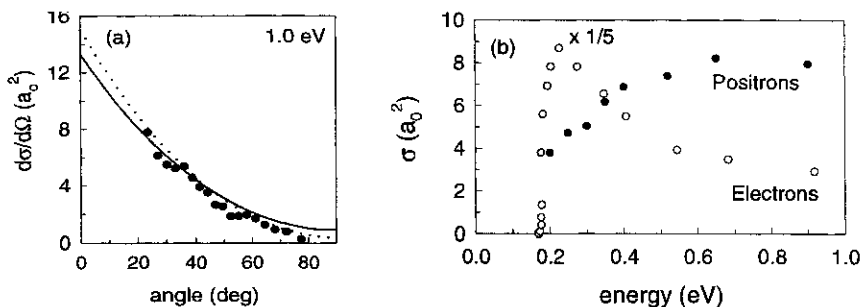 16
12
8
4
0
(a)
1.0 eV
dσ/dΩ (a₀²)
0 20 40 60 80
angle (deg)
10
8
6
4
2
0
(b)
x 1/5
Positrons
Electrons
σ (a₀²)
0.0 0.2 0.4 0.6 0.8 1.0
energy (eV)